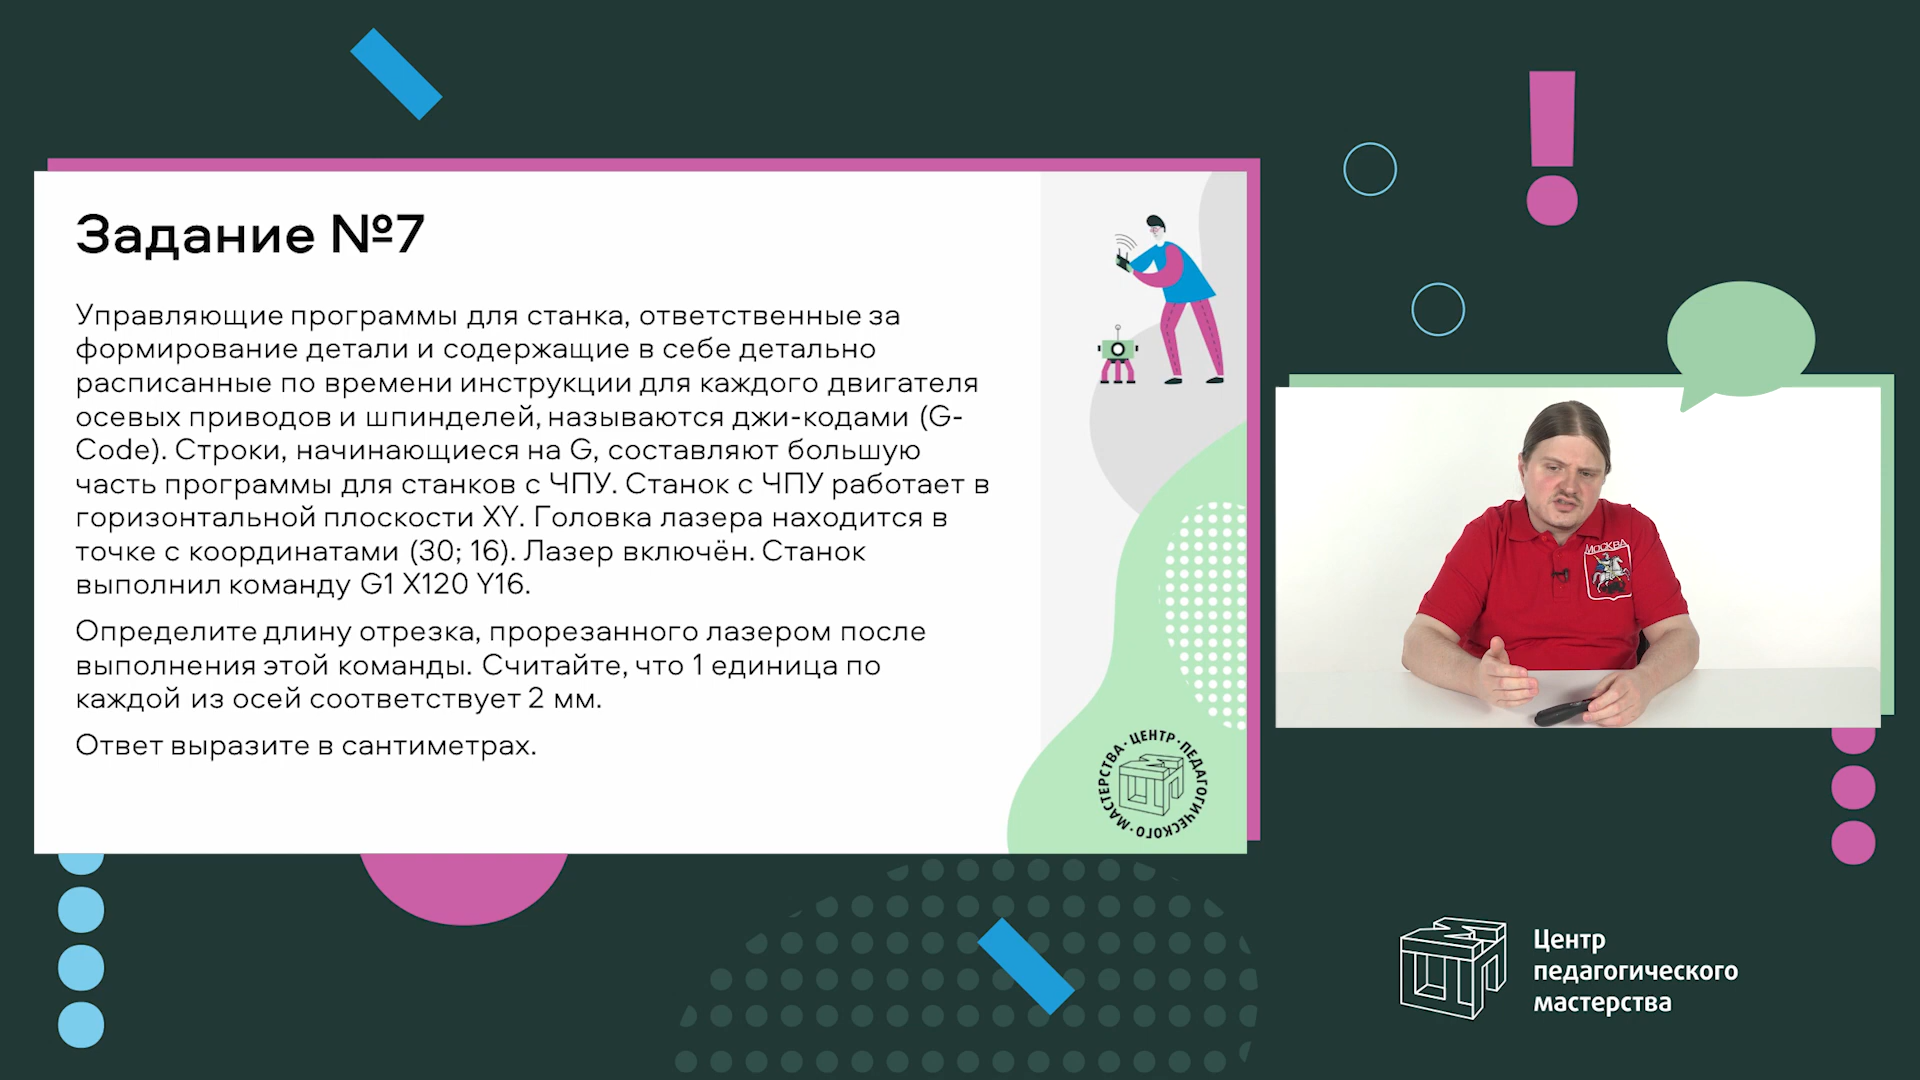 Задание №7
Управляющие программы для станка, ответственные за
формирование детали и содержащие в себе детально
расписанные по времени инструкции для каждого двигателя
осевых приводов и шпинделей, называются джи-кодами (G-
Code). Строки, начинающиеся на G, составляют большую
часть программы для станков с ЧПУ. Станок с ЧПУ работает в
горизонтальной плоскости XY. Головка лазера находится в
точке с координатами (30; 16). Лазер включён. Станок
выполнил команду G1 X120 Y16.
Определите длину отрезка, прорезанного лазером после
выполнения этой команды. Считайте, что 1 единица по
каждой из осей соответствует 2 мм.
Ответ выразите в сантиметрах.
ЦЕНТР · ПЕДАГОГИЧЕСКОГО · МАСТЕРСТВА ·
МОСКВА
Центр
педагогического
мастерства